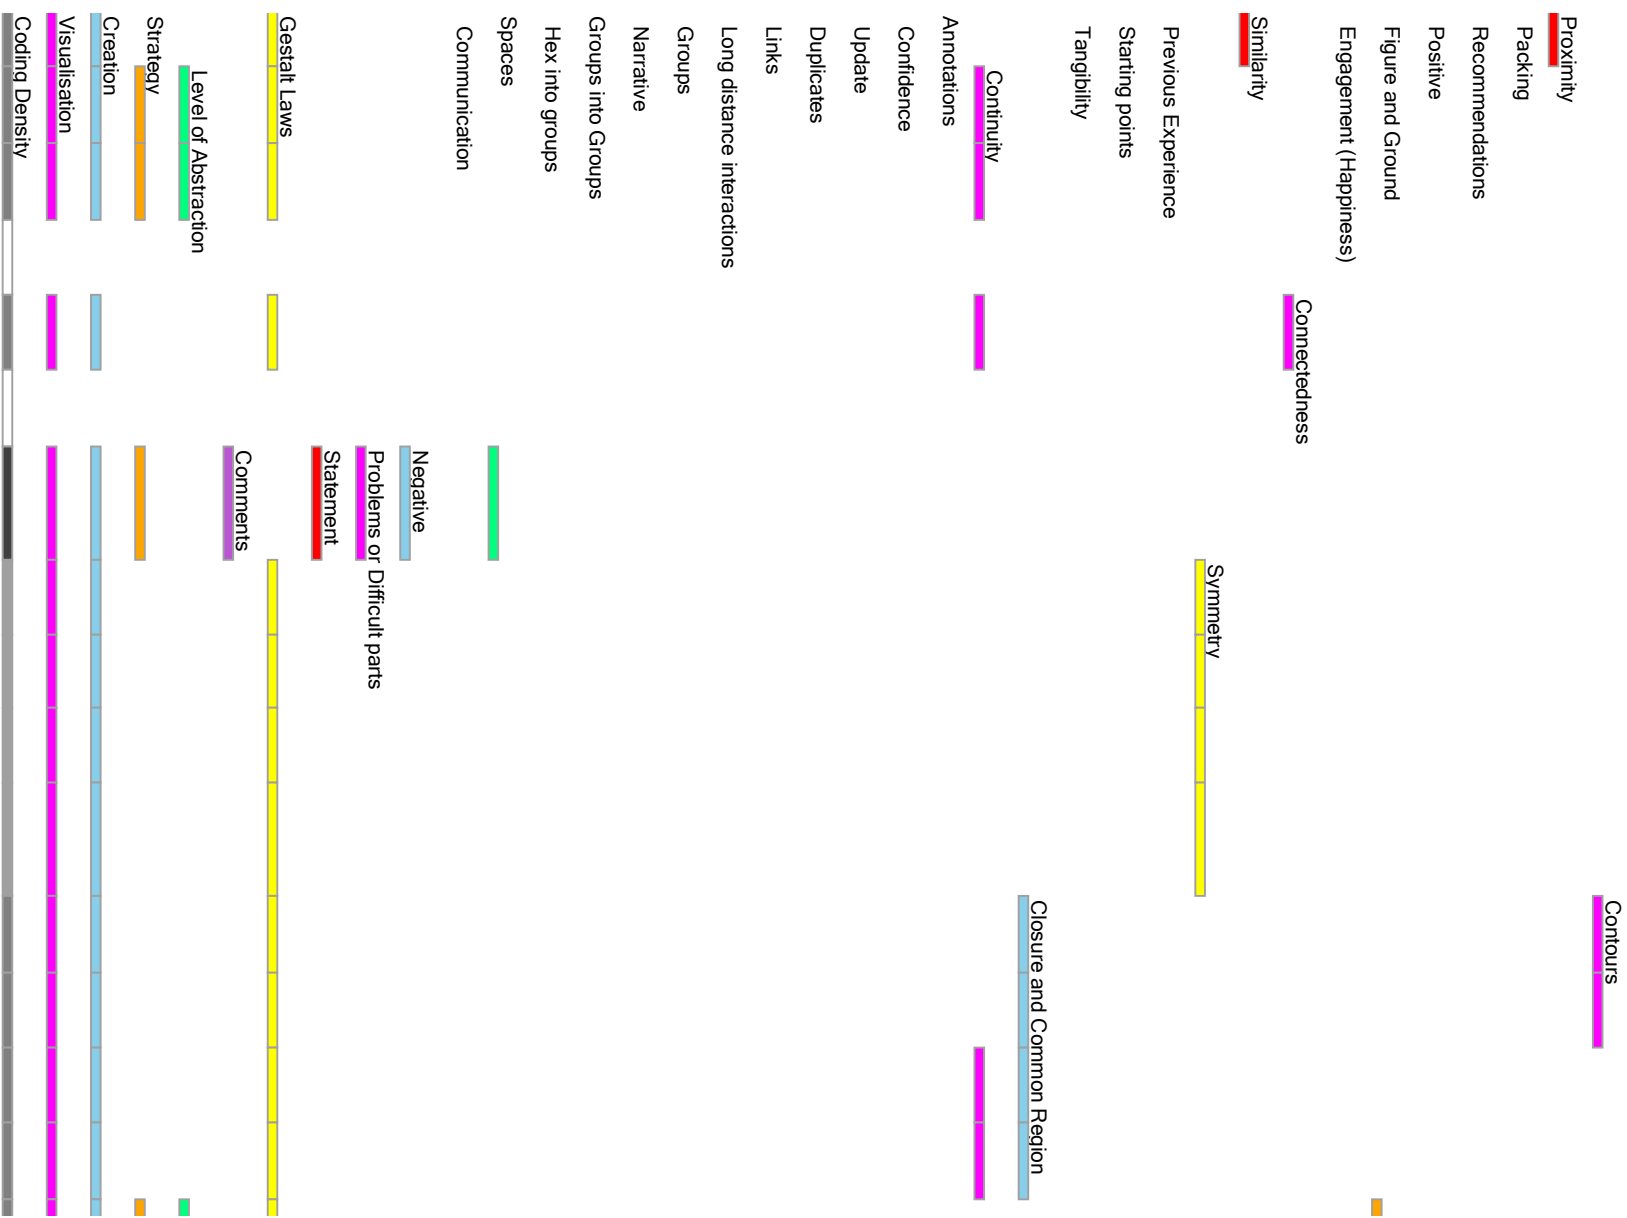 Coding Density
Visualisation
Creation
Strategy
Level of Abstraction
Comments
Gestalt Laws
Statement
Problems or Difficult parts
Negative
Communication
Spaces
Hex into groups
Groups into Groups
Narrative
Groups
Long distance interactions
Links
Duplicates
Update
Confidence
Annotations
Continuity
Closure and Common Region
Tangibility
Starting points
Previous Experience
Symmetry
Similarity
Connectedness
Engagement (Happiness)
Figure and Ground
Positive
Recommendations
Packing
Proximity
Contours